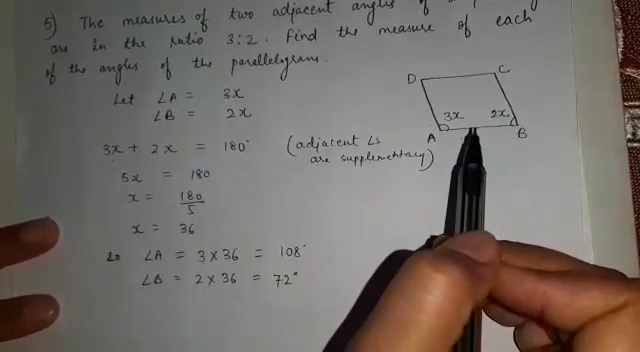 5) The measures of two adjacent angles of a
are in the ratio 3:2. Find the measure of each
of the angles of the parallelogram.
Let ∠A = 3x
∠B = 2x
3x + 2x = 180° (adjacent ∠s are supplementary)
5x = 180
x = 180/5
x = 36
∠A = 3 × 36 = 108°
∠B = 2 × 36 = 72°
D C
3x 2x
A B